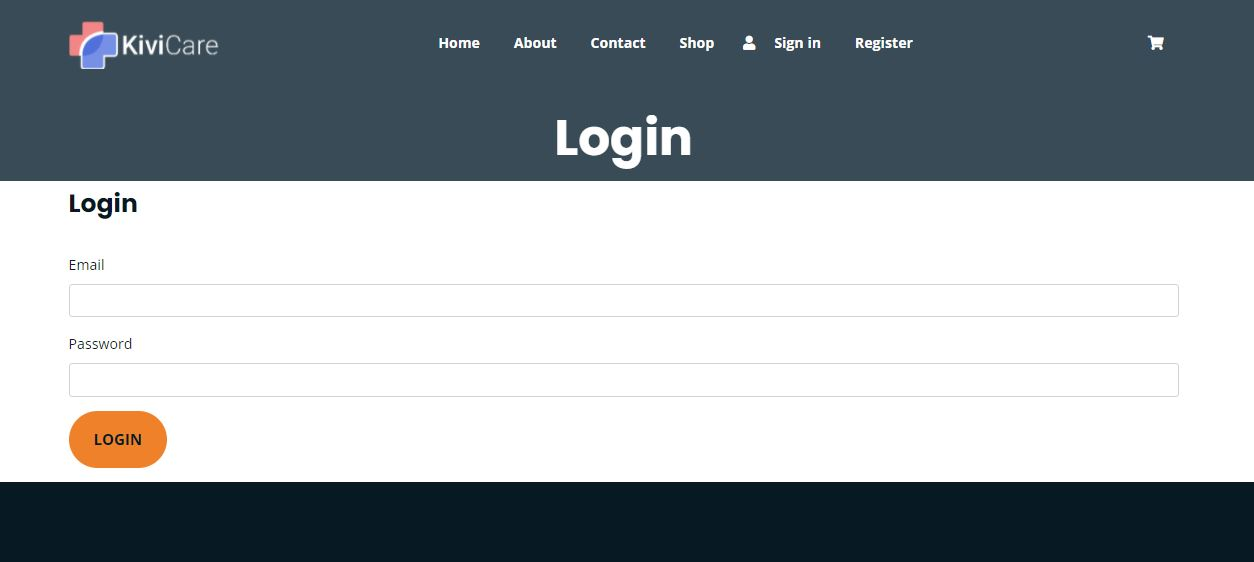 KiviCare
Home About Contact Shop Sign in Register
Login
Login
Email
Password
LOGIN